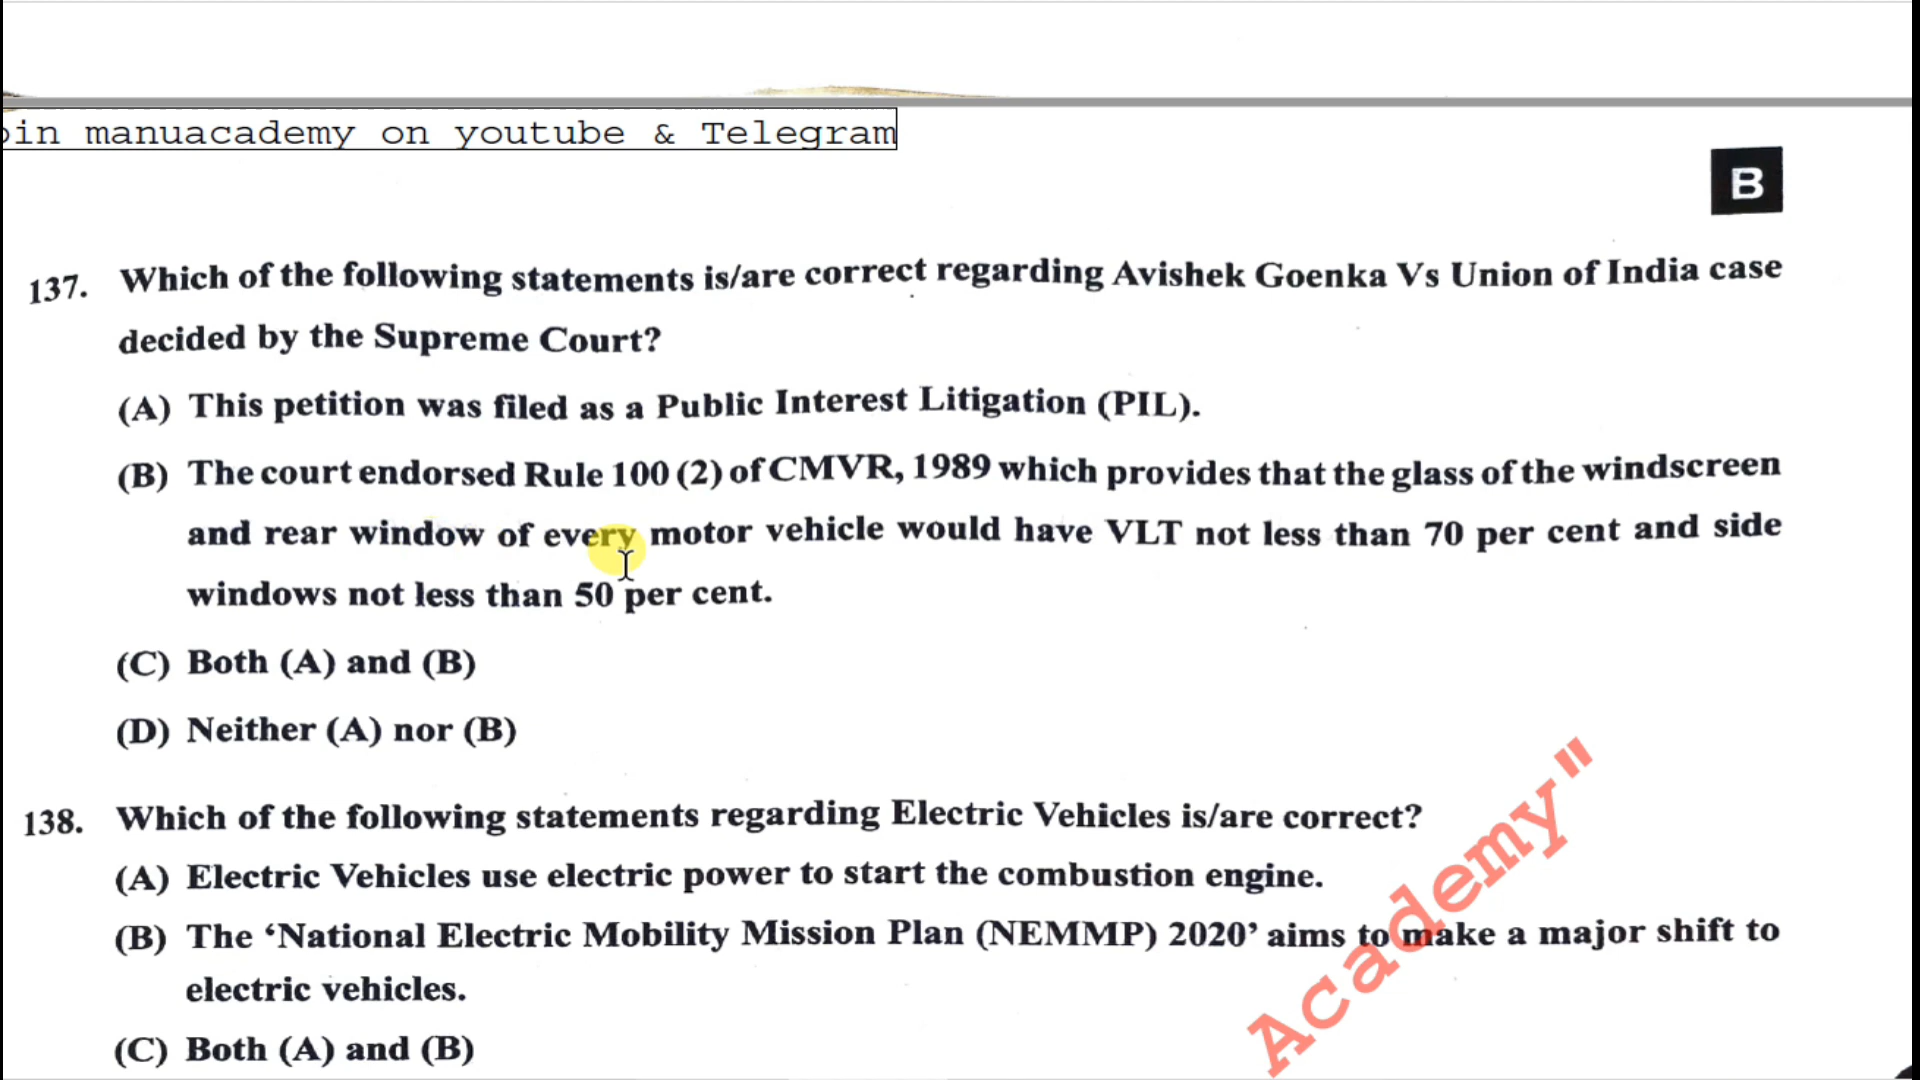 oin manuacademy on youtube & Telegram
B
137. Which of the following statements is/are correct regarding Avishek Goenka Vs Union of India case
decided by the Supreme Court?
(A) This petition was filed as a Public Interest Litigation (PIL).
(B) The court endorsed Rule 100 (2) of CMVR, 1989 which provides that the glass of the windscreen
and rear window of every motor vehicle would have VLT not less than 70 per cent and side
windows not less than 50 per cent.
(C) Both (A) and (B)
(D) Neither (A) nor (B)
138. Which of the following statements regarding Electric Vehicles is/are correct?
(A) Electric Vehicles use electric power to start the combustion engine.
(B) The ‘National Electric Mobility Mission Plan (NEMMP) 2020’ aims to make a major shift to
electric vehicles.
(C) Both (A) and (B)
Academy"